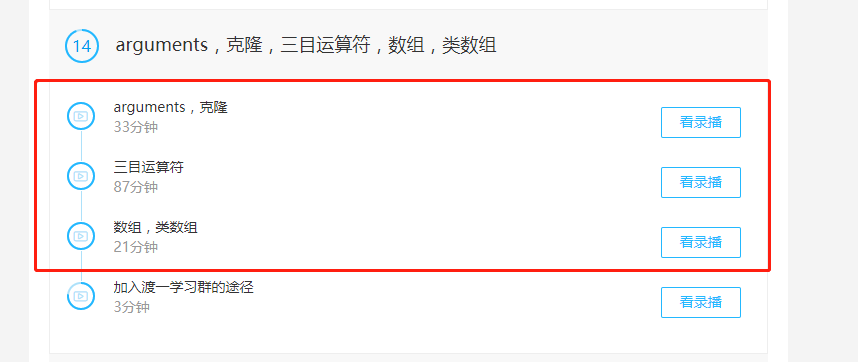 14
arguments，克隆，三目运算符，数组，类数组
arguments，克隆
33分钟
看录播
三目运算符
87分钟
看录播
数组，类数组
21分钟
看录播
加入渡一学习群的途径
3分钟
看录播